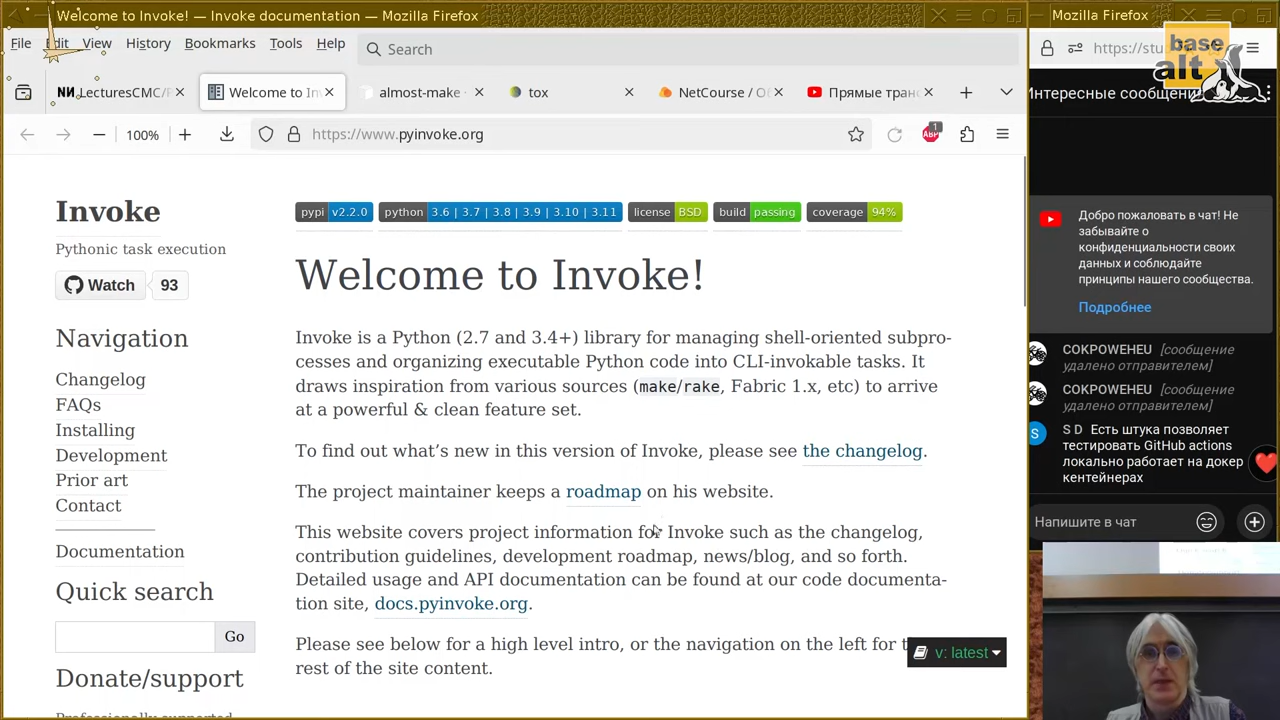 Welcome to Invoke! — Invoke documentation — Mozilla Firefox
File Edit View History Bookmarks Tools Help
Search
LecturesCMC/P
Welcome to In
almost-make -
tox
NetCourse / О
Прямые тран
100%
https://www.pyinvoke.org
1
ABP
Invoke
Pythonic task execution
Watch 93
Navigation
Changelog
FAQs
Installing
Development
Prior art
Contact
Documentation
Quick search
Go
Donate/support
Professionally supported
pypi v2.2.0 python 3.6 | 3.7 | 3.8 | 3.9 | 3.10 | 3.11 license BSD build passing coverage 94%
Welcome to Invoke!
Invoke is a Python (2.7 and 3.4+) library for managing shell-oriented subpro-
cesses and organizing executable Python code into CLI-invokable tasks. It
draws inspiration from various sources (make/rake, Fabric 1.x, etc) to arrive
at a powerful & clean feature set.
To find out what’s new in this version of Invoke, please see the changelog.
The project maintainer keeps a roadmap on his website.
This website covers project information for Invoke such as the changelog,
contribution guidelines, development roadmap, news/blog, and so forth.
Detailed usage and API documentation can be found at our code documenta-
tion site, docs.pyinvoke.org.
Please see below for a high level intro, or the navigation on the left for
rest of the site content.
v: latest
Mozilla Firefox
https://stu
base
alt
Интересные сообщени
Добро пожаловать в чат! Не
забывайте о
конфиденциальности своих
данных и соблюдайте
принципы нашего сообщества.
Подробнее
COKPOWEHEU [сообщение
удалено отправителем]
COKPOWEHEU [сообщение
удалено отправителем]
S
S D Есть штука позволяет
тестировать GitHub actions
локально работает на докер
кентейнерах
Напишите в чат